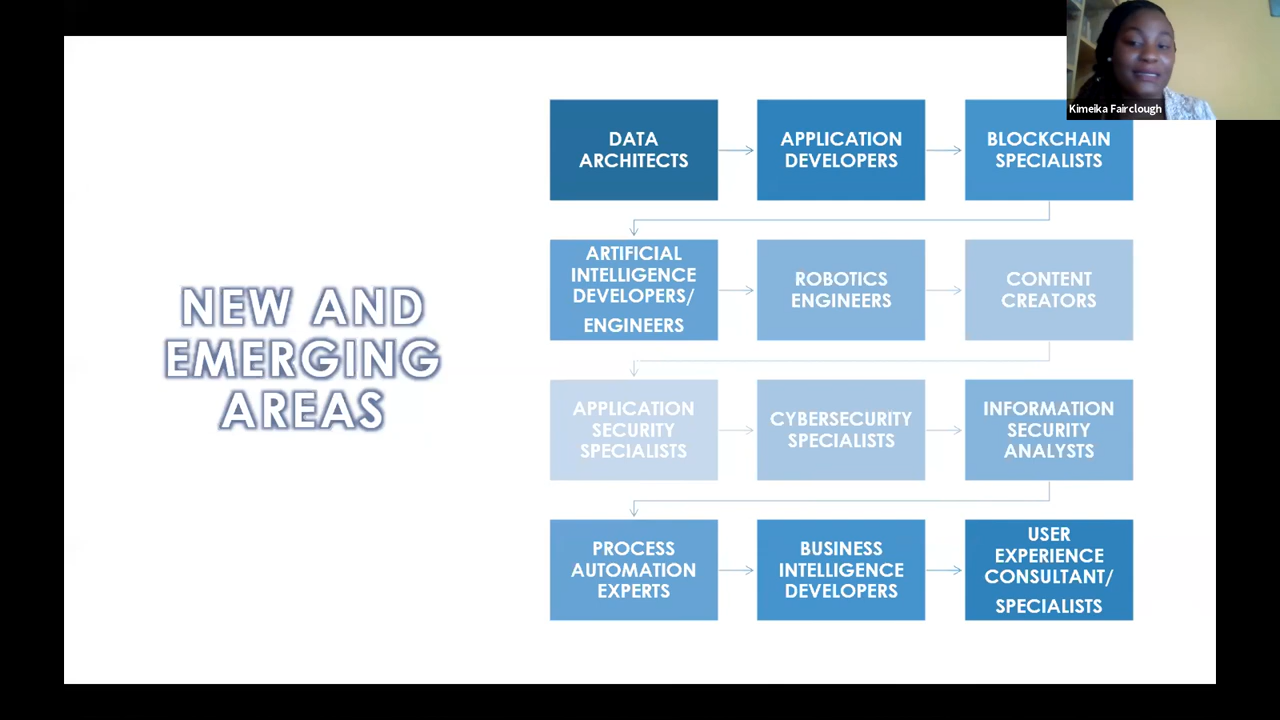 Kimeika Fairclough
NEW AND
EMERGING
AREAS
DATA
ARCHITECTS
APPLICATION
DEVELOPERS
BLOCKCHAIN
SPECIALISTS
ARTIFICIAL
INTELLIGENCE
DEVELOPERS/
ENGINEERS
ROBOTICS
ENGINEERS
CONTENT
CREATORS
APPLICATION
SECURITY
SPECIALISTS
CYBERSECURITY
SPECIALISTS
INFORMATION
SECURITY
ANALYSTS
PROCESS
AUTOMATION
EXPERTS
BUSINESS
INTELLIGENCE
DEVELOPERS
USER
EXPERIENCE
CONSULTANT/
SPECIALISTS